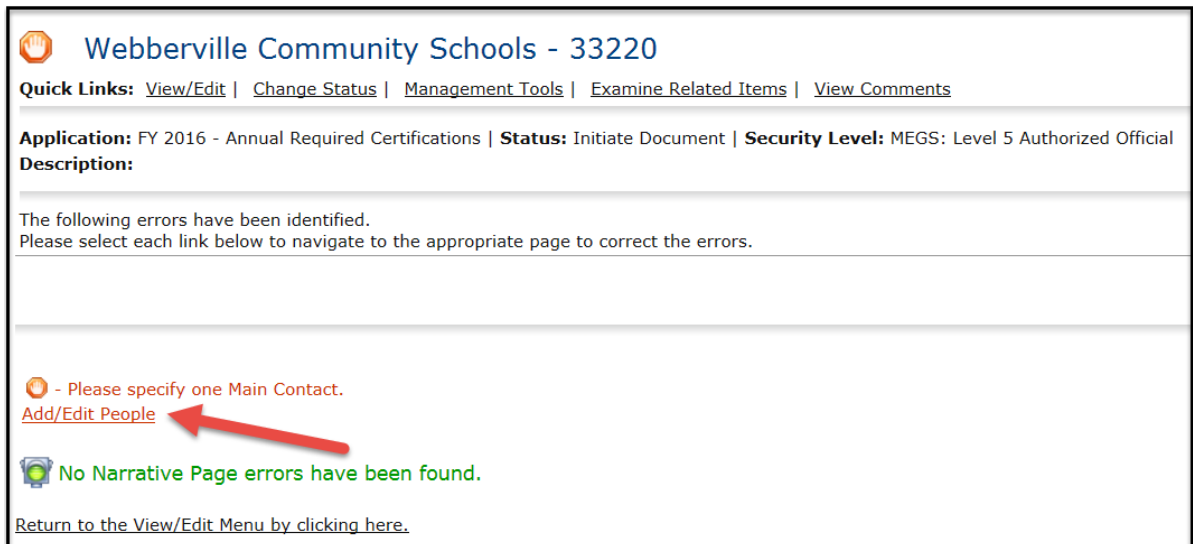 Webberville Community Schools - 33220
Quick Links: View/Edit | Change Status | Management Tools | Examine Related Items | View Comments
Application: FY 2016 - Annual Required Certifications | Status: Initiate Document | Security Level: MEGS: Level 5 Authorized Official
Description:
The following errors have been identified.
Please select each link below to navigate to the appropriate page to correct the errors.
- Please specify one Main Contact.
Add/Edit People
No Narrative Page errors have been found.
Return to the View/Edit Menu by clicking here.